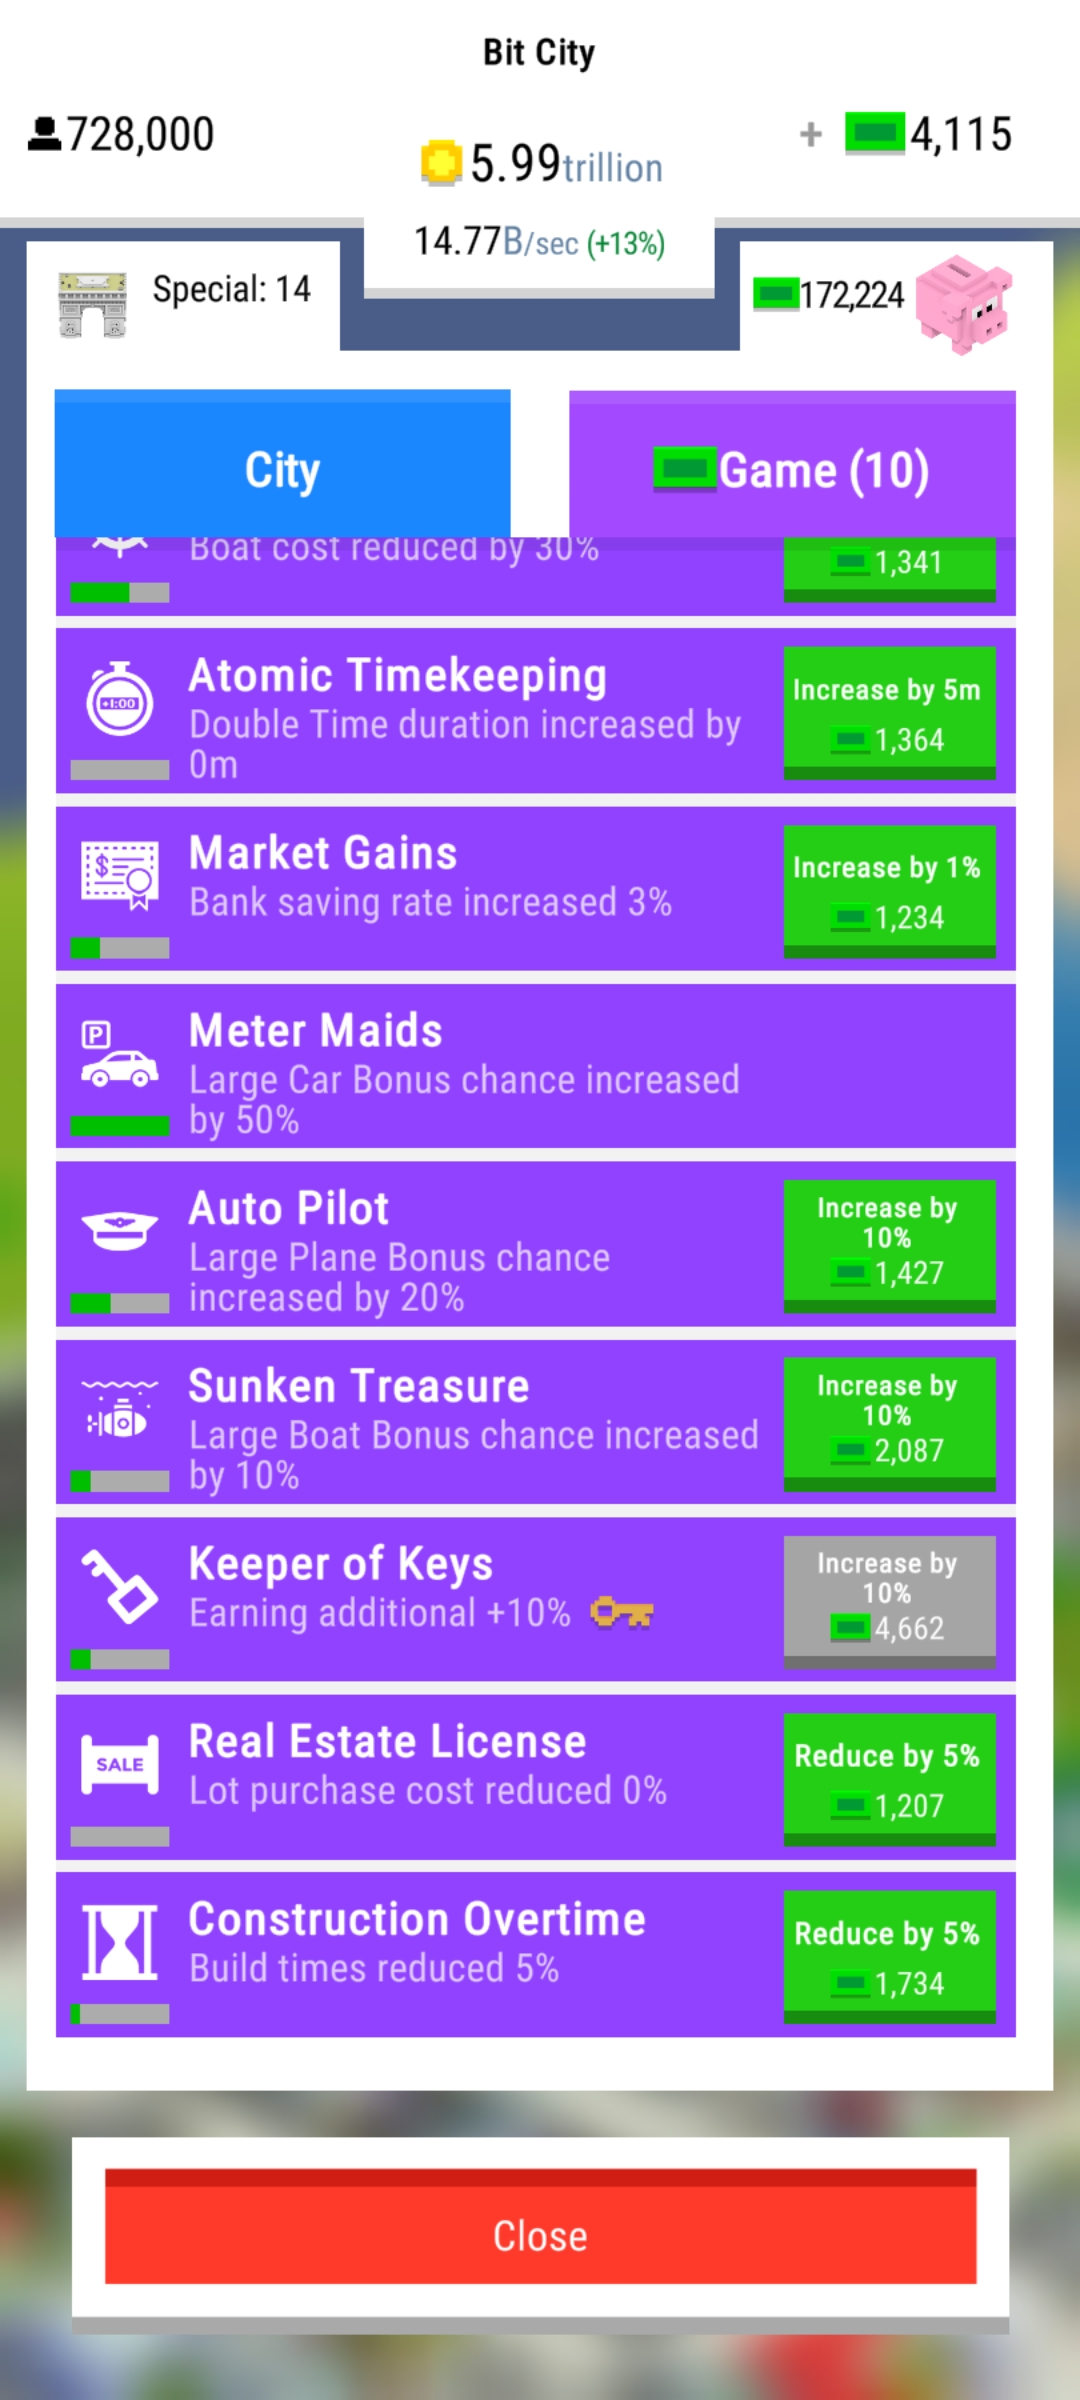 Bit City
728,000
5.99trillion
+ 4,115
14.77B/sec (+13%)
Special: 14
172,224
City
Game (10)
Boat cost reduced by 30%
1,341
+1:00
Atomic Timekeeping
Double Time duration increased by
0m
Increase by 5m
1,364
$
Market Gains
Bank saving rate increased 3%
Increase by 1%
1,234
P
Meter Maids
Large Car Bonus chance increased
by 50%
Auto Pilot
Large Plane Bonus chance
increased by 20%
Increase by
10%
1,427
Sunken Treasure
Large Boat Bonus chance increased
by 10%
Increase by
10%
2,087
Keeper of Keys
Earning additional +10%
Increase by
10%
4,662
SALE
Real Estate License
Lot purchase cost reduced 0%
Reduce by 5%
1,207
Construction Overtime
Build times reduced 5%
Reduce by 5%
1,734
Close